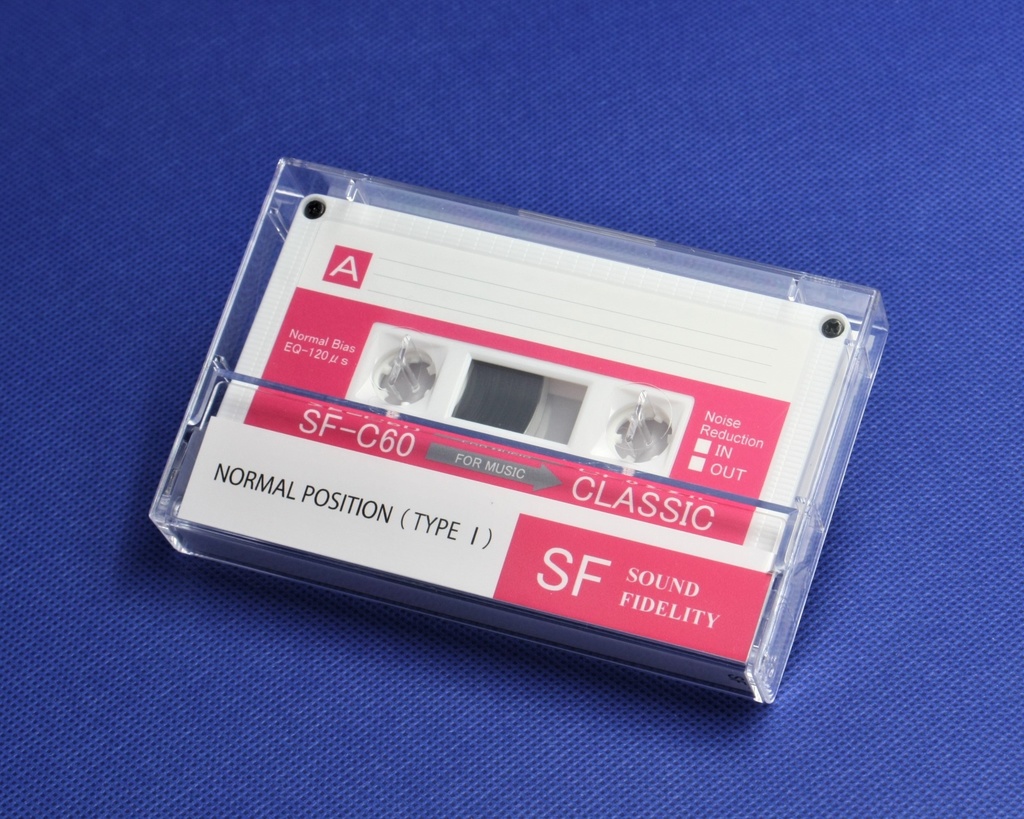 A
Normal Bias
EQ-120μs
Noise
Reduction
IN
OUT
SF-C60
FOR MUSIC
CLASSIC
NORMAL POSITION (TYPE I)
SF
SOUND
FIDELITY